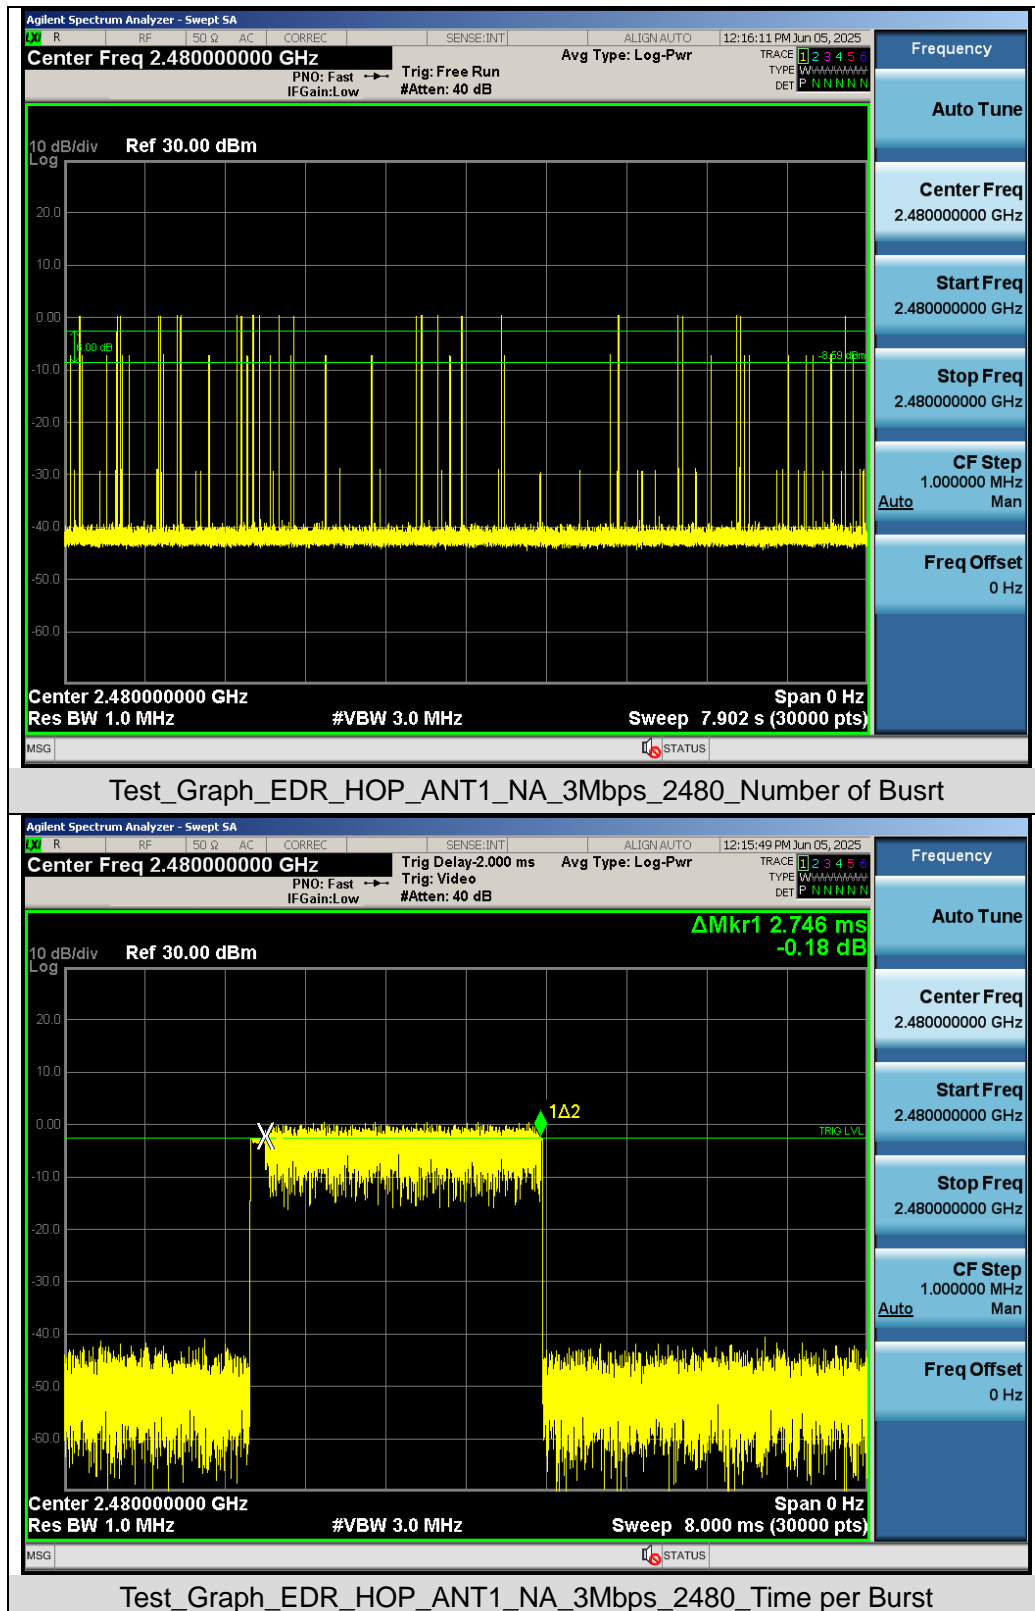 Agilent Spectrum Analyzer - Swept SA
LXI R RF 50 Ω AC CORREC SENSE:INT ALIGN AUTO 12:16:11 PM Jun 05, 2025
Center Freq 2.480000000 GHz Avg Type: Log-Pwr TRACE 1 2 3 4 5 6
PNO: Fast Trig: Free Run TYPE W W W W W W
IFGain:Low #Atten: 40 dB DET P N N N N N
Frequency
Auto Tune
Center Freq
2.480000000 GHz
Start Freq
2.480000000 GHz
Stop Freq
2.480000000 GHz
CF Step
1.000000 MHz
Auto Man
Freq Offset
0 Hz
10 dB/div Ref 30.00 dBm
Log
20.0
10.0
0.00
.00 dB
-8.59 dBm
-10.0
-20.0
-30.0
-40.0
-50.0
-60.0
Center 2.480000000 GHz Span 0 Hz
Res BW 1.0 MHz #VBW 3.0 MHz Sweep 7.902 s (30000 pts)
MSG STATUS
Test_Graph_EDR_HOP_ANT1_NA_3Mbps_2480_Number of Busrt
Agilent Spectrum Analyzer - Swept SA
LXI R RF 50 Ω AC CORREC SENSE:INT ALIGN AUTO 12:15:49 PM Jun 05, 2025
Center Freq 2.480000000 GHz Trig Delay-2.000 ms Avg Type: Log-Pwr TRACE 1 2 3 4 5 6
PNO: Fast Trig: Video TYPE W W W W W W
IFGain:Low #Atten: 40 dB DET P N N N N N
Frequency
Auto Tune
Center Freq
2.480000000 GHz
Start Freq
2.480000000 GHz
Stop Freq
2.480000000 GHz
CF Step
1.000000 MHz
Auto Man
Freq Offset
0 Hz
ΔMkr1 2.746 ms
-0.18 dB
10 dB/div Ref 30.00 dBm
Log
20.0
10.0
0.00
1Δ2
TRIG LVL
-10.0
-20.0
-30.0
-40.0
-50.0
-60.0
Center 2.480000000 GHz Span 0 Hz
Res BW 1.0 MHz #VBW 3.0 MHz Sweep 8.000 ms (30000 pts)
MSG STATUS
Test_Graph_EDR_HOP_ANT1_NA_3Mbps_2480_Time per Burst